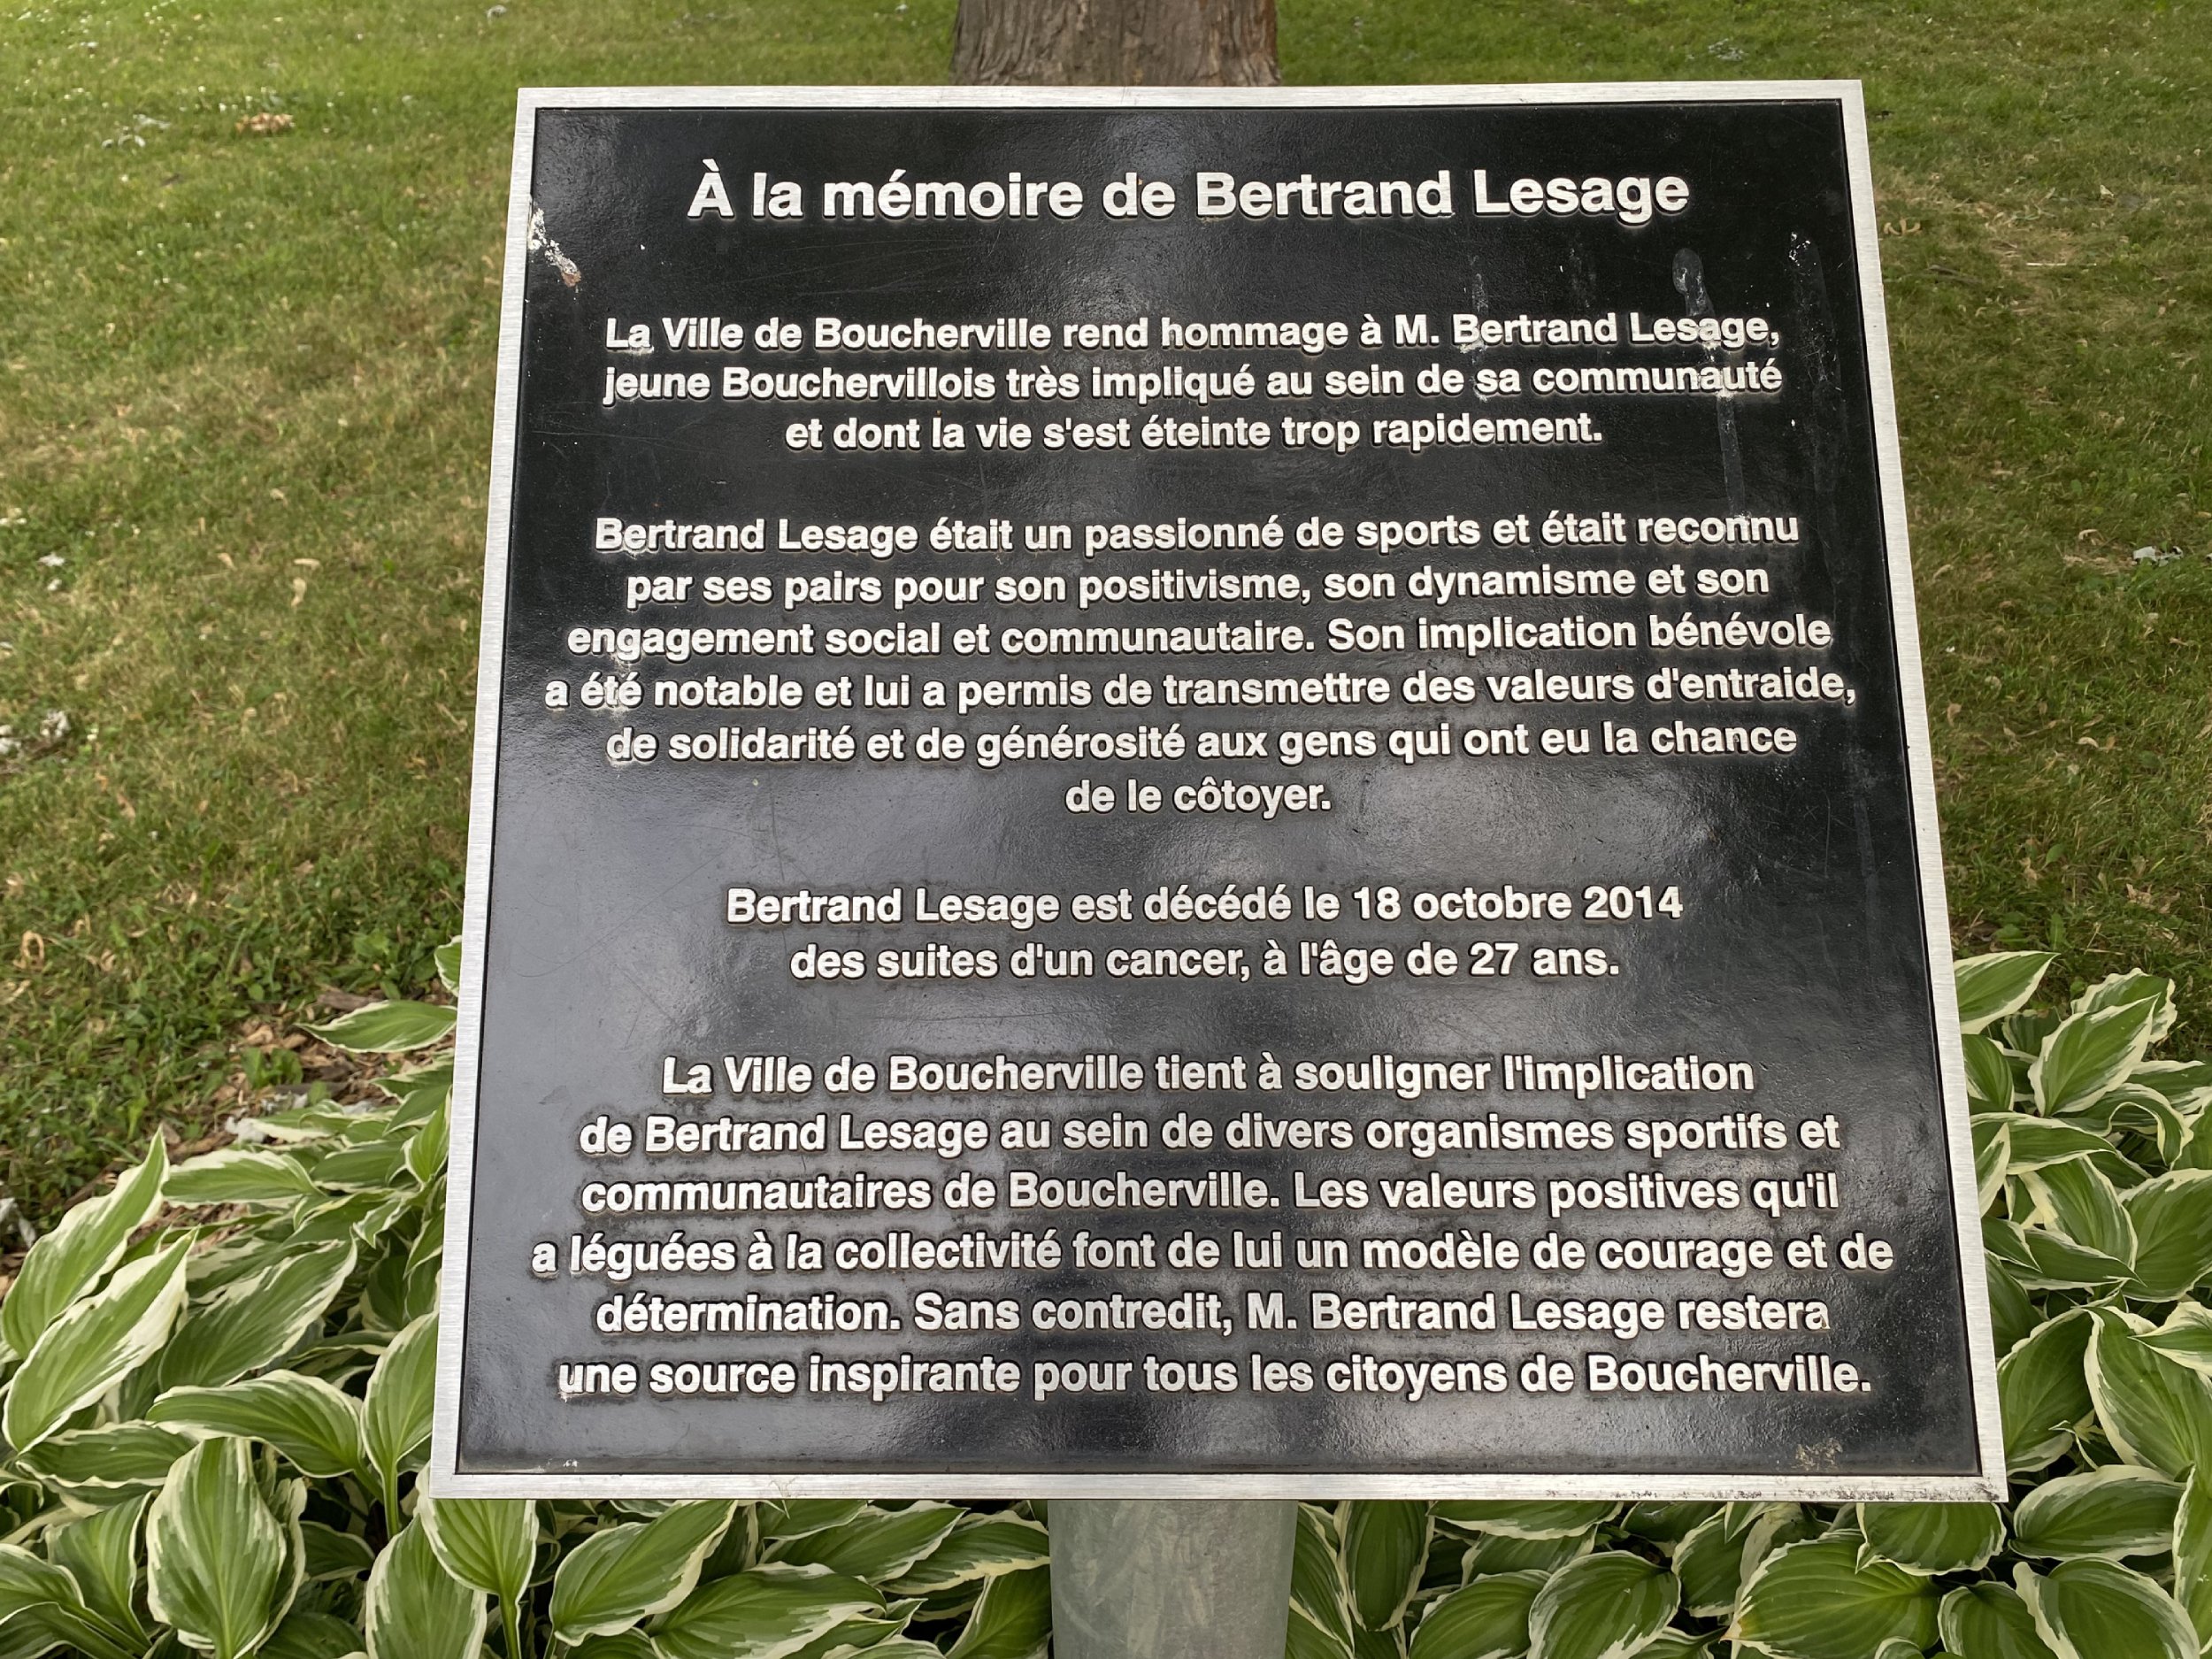 À la mémoire de Bertrand Lesage
La Ville de Boucherville rend hommage à M. Bertrand Lesage,
jeune Bouchervillois très impliqué au sein de sa communauté
et dont la vie s'est éteinte trop rapidement.
Bertrand Lesage était un passionné de sports et était reconnu
par ses pairs pour son positivisme, son dynamisme et son
engagement social et communautaire. Son implication bénévole
a été notable et lui a permis de transmettre des valeurs d'entraide,
de solidarité et de générosité aux gens qui ont eu la chance
de le côtoyer.
Bertrand Lesage est décédé le 18 octobre 2014
des suites d'un cancer, à l'âge de 27 ans.
La Ville de Boucherville tient à souligner l'implication
de Bertrand Lesage au sein de divers organismes sportifs et
communautaires de Boucherville. Les valeurs positives qu'il
a léguées à la collectivité font de lui un modèle de courage et de
détermination. Sans contredit, M. Bertrand Lesage restera
une source inspirante pour tous les citoyens de Boucherville.